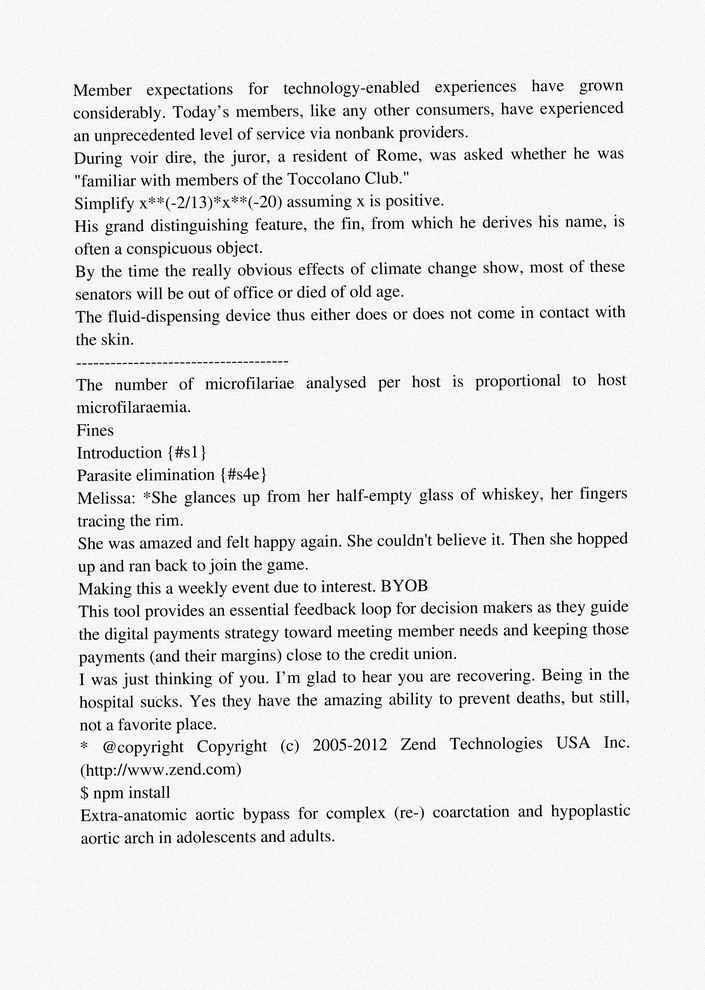 Member expectations for technology-enabled experiences have grown
considerably. Today’s members, like any other consumers, have experienced
an unprecedented level of service via nonbank providers.
During voir dire, the juror, a resident of Rome, was asked whether he was
"familiar with members of the Toccolano Club."
Simplify x**(-2/13)*x**(-20) assuming x is positive.
His grand distinguishing feature, the fin, from which he derives his name, is
often a conspicuous object.
By the time the really obvious effects of climate change show, most of these
senators will be out of office or died of old age.
The fluid-dispensing device thus either does or does not come in contact with
the skin.
-------------------------------------
The number of microfilariae analysed per host is proportional to host
microfilaraemia.
Fines
Introduction {#s1}
Parasite elimination {#s4e}
Melissa: *She glances up from her half-empty glass of whiskey, her fingers
tracing the rim.
She was amazed and felt happy again. She couldn't believe it. Then she hopped
up and ran back to join the game.
Making this a weekly event due to interest. BYOB
This tool provides an essential feedback loop for decision makers as they guide
the digital payments strategy toward meeting member needs and keeping those
payments (and their margins) close to the credit union.
I was just thinking of you. I’m glad to hear you are recovering. Being in the
hospital sucks. Yes they have the amazing ability to prevent deaths, but still,
not a favorite place.
* @copyright Copyright (c) 2005-2012 Zend Technologies USA Inc.
(http://www.zend.com)
$ npm install
Extra-anatomic aortic bypass for complex (re-) coarctation and hypoplastic
aortic arch in adolescents and adults.